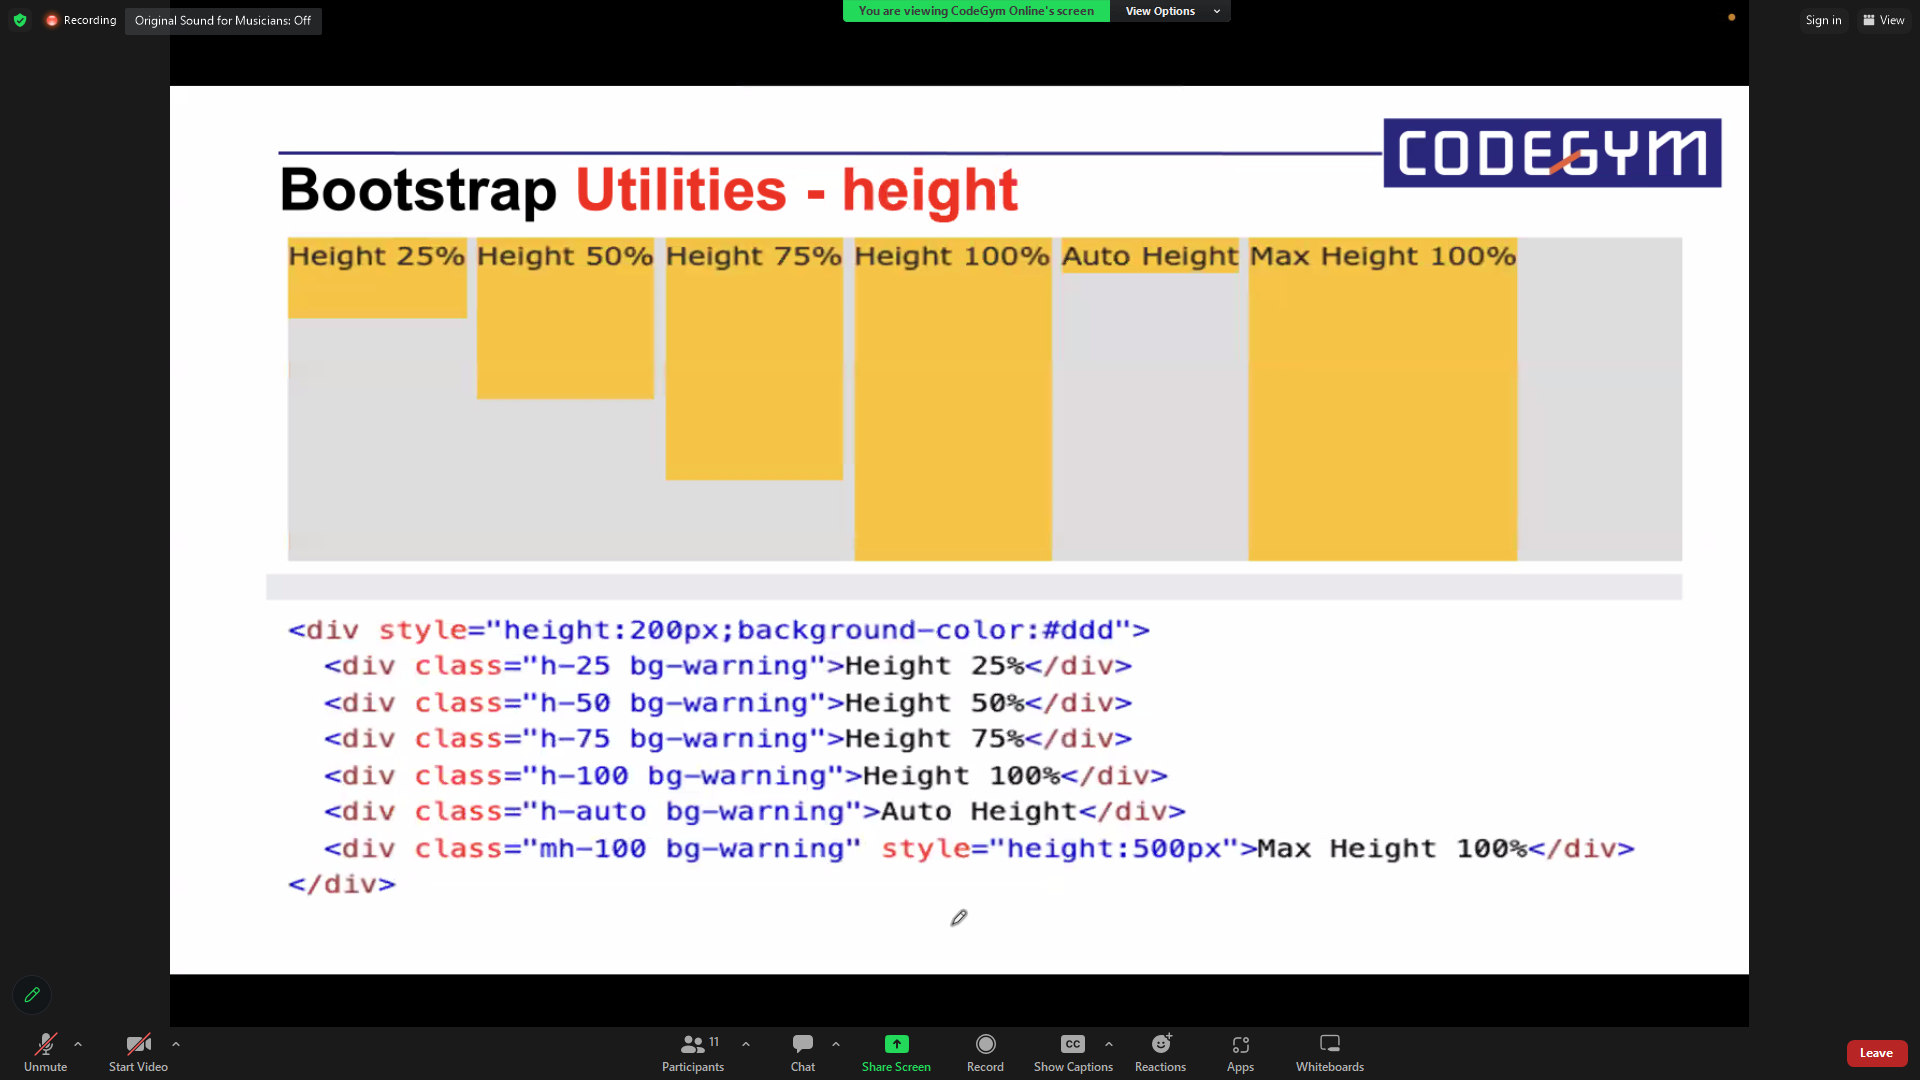 Recording
Original Sound for Musicians: Off
You are viewing CodeGym Online's screen
View Options
Sign in
View
CODEGYM
Bootstrap Utilities - height
Height 25% Height 50% Height 75% Height 100% Auto Height Max Height 100%
<div style="height:200px;background-color:#ddd">
<div class="h-25 bg-warning">Height 25%</div>
<div class="h-50 bg-warning">Height 50%</div>
<div class="h-75 bg-warning">Height 75%</div>
<div class="h-100 bg-warning">Height 100%</div>
<div class="h-auto bg-warning">Auto Height</div>
<div class="mh-100 bg-warning" style="height:500px">Max Height 100%</div>
</div>
11
CC
Unmute
Start Video
Participants
Chat
Share Screen
Record
Show Captions
Reactions
Apps
Whiteboards
Leave